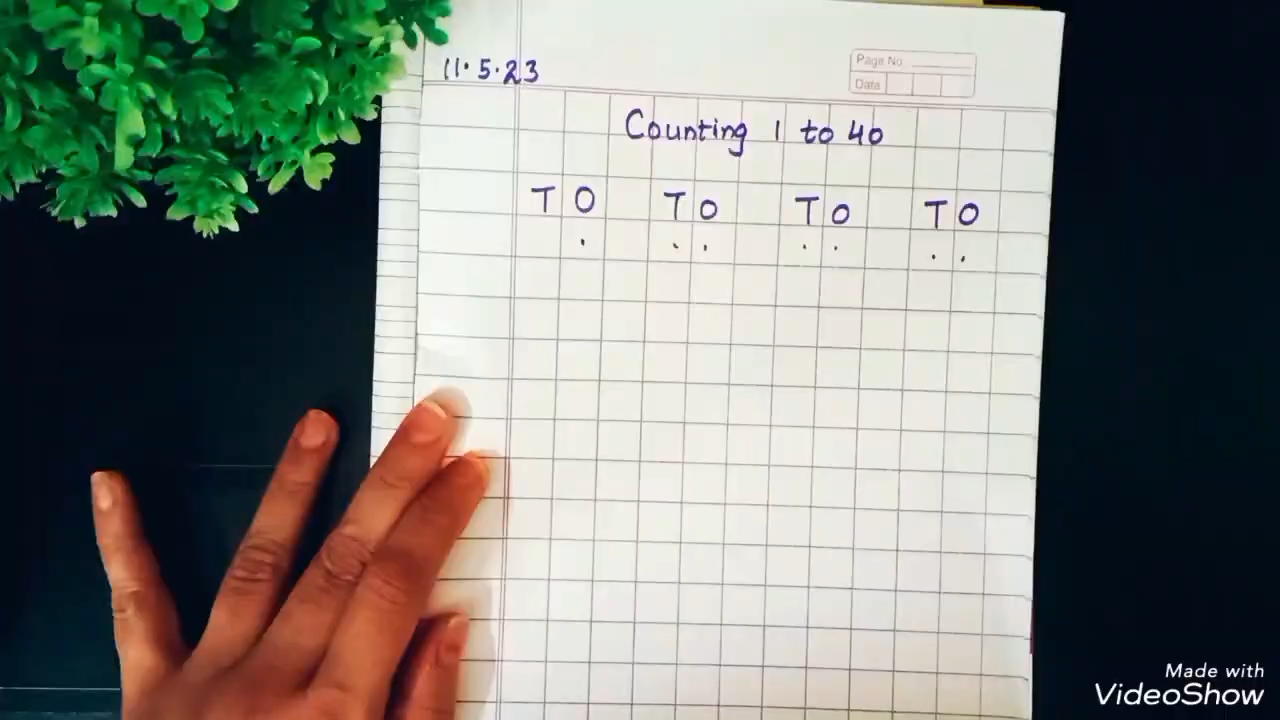 11.5.23
Page No
Date
Counting 1 to 40
T O T O T O T O
Made with
VideoShow